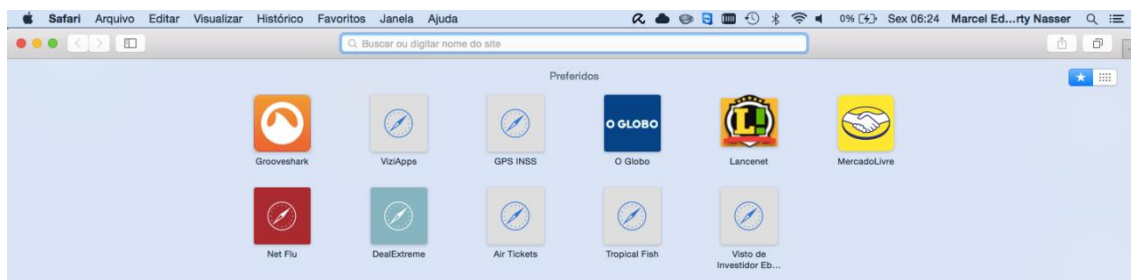 Safari Arquivo Editar Visualizar Histórico Favoritos Janela Ajuda 0% Sex 06:24 Marcel Ed...rty Nasser
Buscar ou digitar nome do site
Preferidos
O GLOBO L!
Grooveshark ViziApps GPS INSS O Globo Lancenet MercadoLivre
Net Flu DealExtreme Air Tickets Tropical Fish Visto de
Investidor Eb...